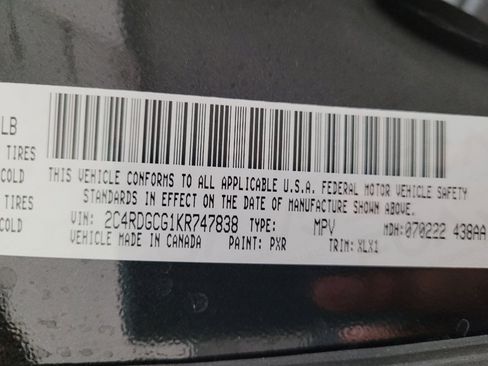 LB
TIRES
COLD
TIRES
COLD
THIS VEHICLE CONFORMS TO ALL APPLICABLE U.S.A. FEDERAL MOTOR VEHICLE SAFETY
STANDARDS IN EFFECT ON THE DATE OF MANUFACTURE SHOWN ABOVE.
VIN: 2C4RDGCG1KR747838 TYPE: MPV MDH: 070222 438AA
VEHICLE MADE IN CANADA PAINT: PXR TRIM: XLX1